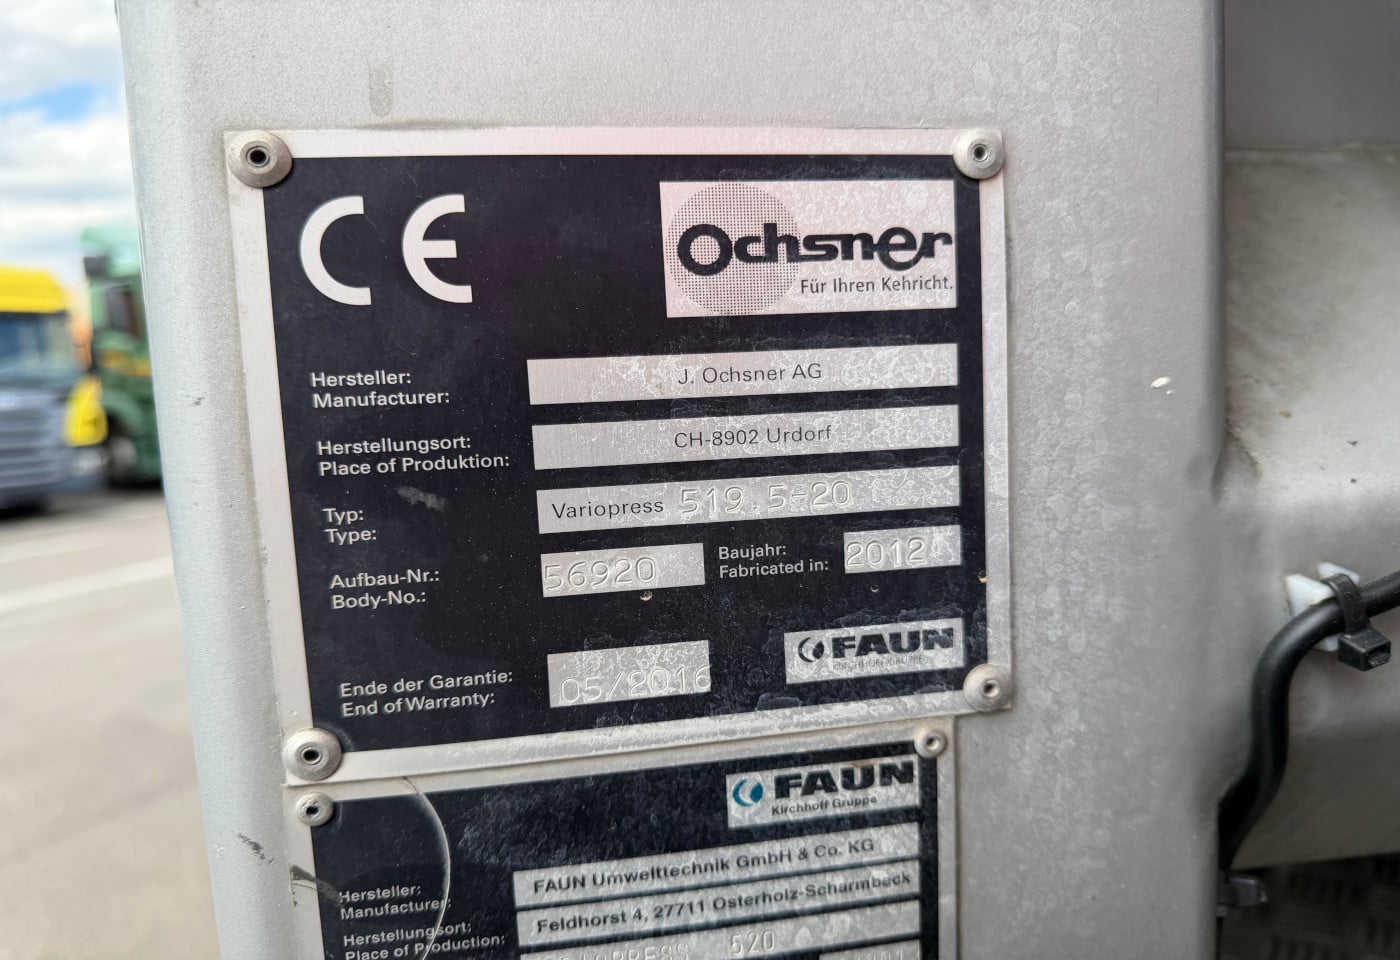 CE
Ochsner
Für Ihren Kehricht.
Hersteller:
Manufacturer:
J. Ochsner AG
Herstellungsort:
Place of Produktion:
CH-8902 Urdorf
Typ:
Type:
Variopress 519.5-20
Aufbau-Nr.:
Body-No.:
56920
Baujahr:
Fabricated in:
2012
Ende der Garantie:
End of Warranty:
05/2016
FAUN
KIRCHHOFF GRUPPE
FAUN
Kirchhoff Gruppe
Hersteller:
Manufacturer:
FAUN Umwelttechnik GmbH & Co. KG
Feldhorst 4, 27711 Osterholz-Scharmbeck
Herstellungsort:
Place of Production:
520